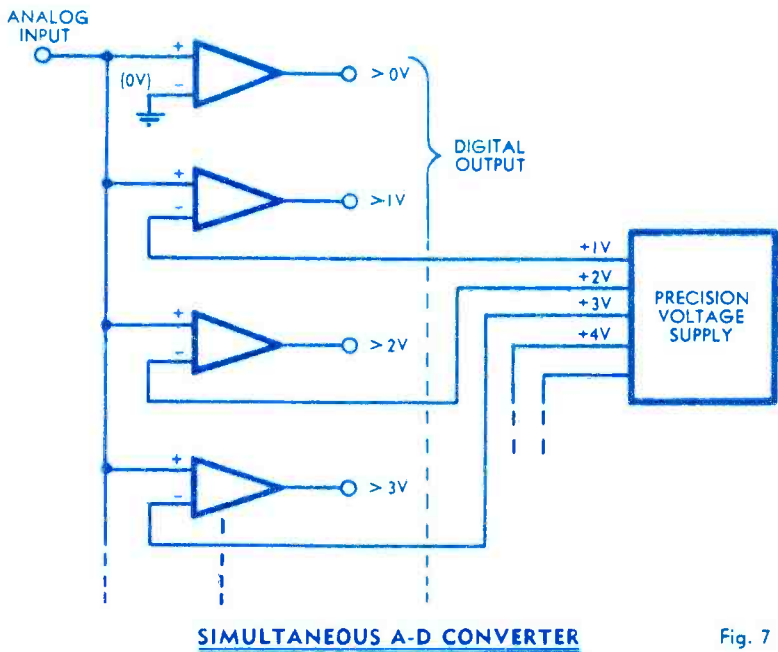 ANALOG
INPUT
+
(0V)
−
> 0V
DIGITAL
OUTPUT
+
−
> 1V
+1V
+2V
+3V
+4V
PRECISION
VOLTAGE
SUPPLY
+
−
> 2V
+
−
> 3V
SIMULTANEOUS A-D CONVERTER
Fig. 7